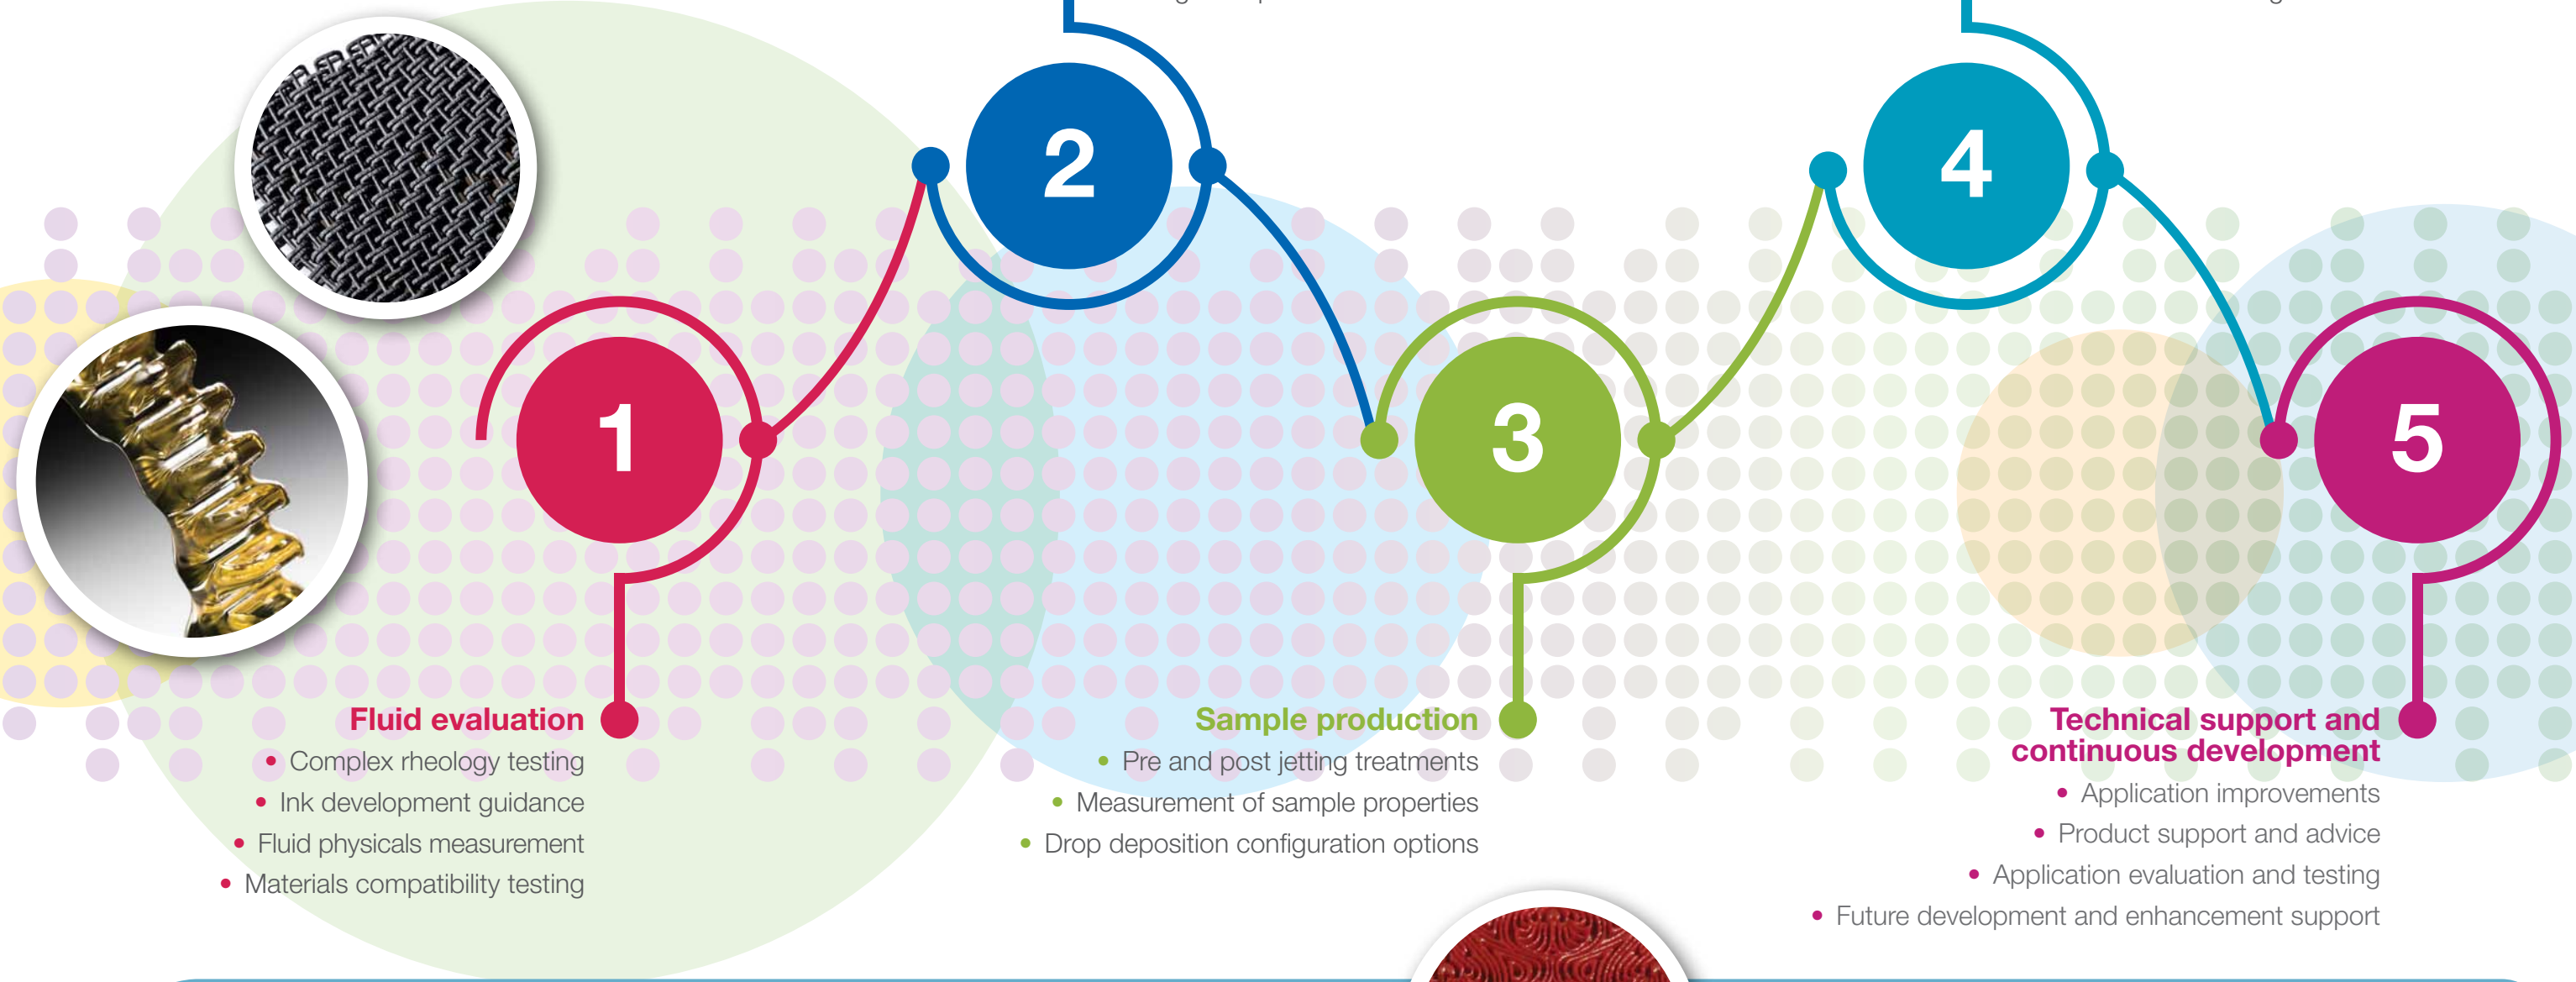 2
4
1
3
5
Fluid evaluation
• Complex rheology testing
• Ink development guidance
• Fluid physicals measurement
• Materials compatibility testing
Sample production
• Pre and post jetting treatments
• Measurement of sample properties
• Drop deposition configuration options
Technical support and
continuous development
• Application improvements
• Product support and advice
• Application evaluation and testing
• Future development and enhancement support